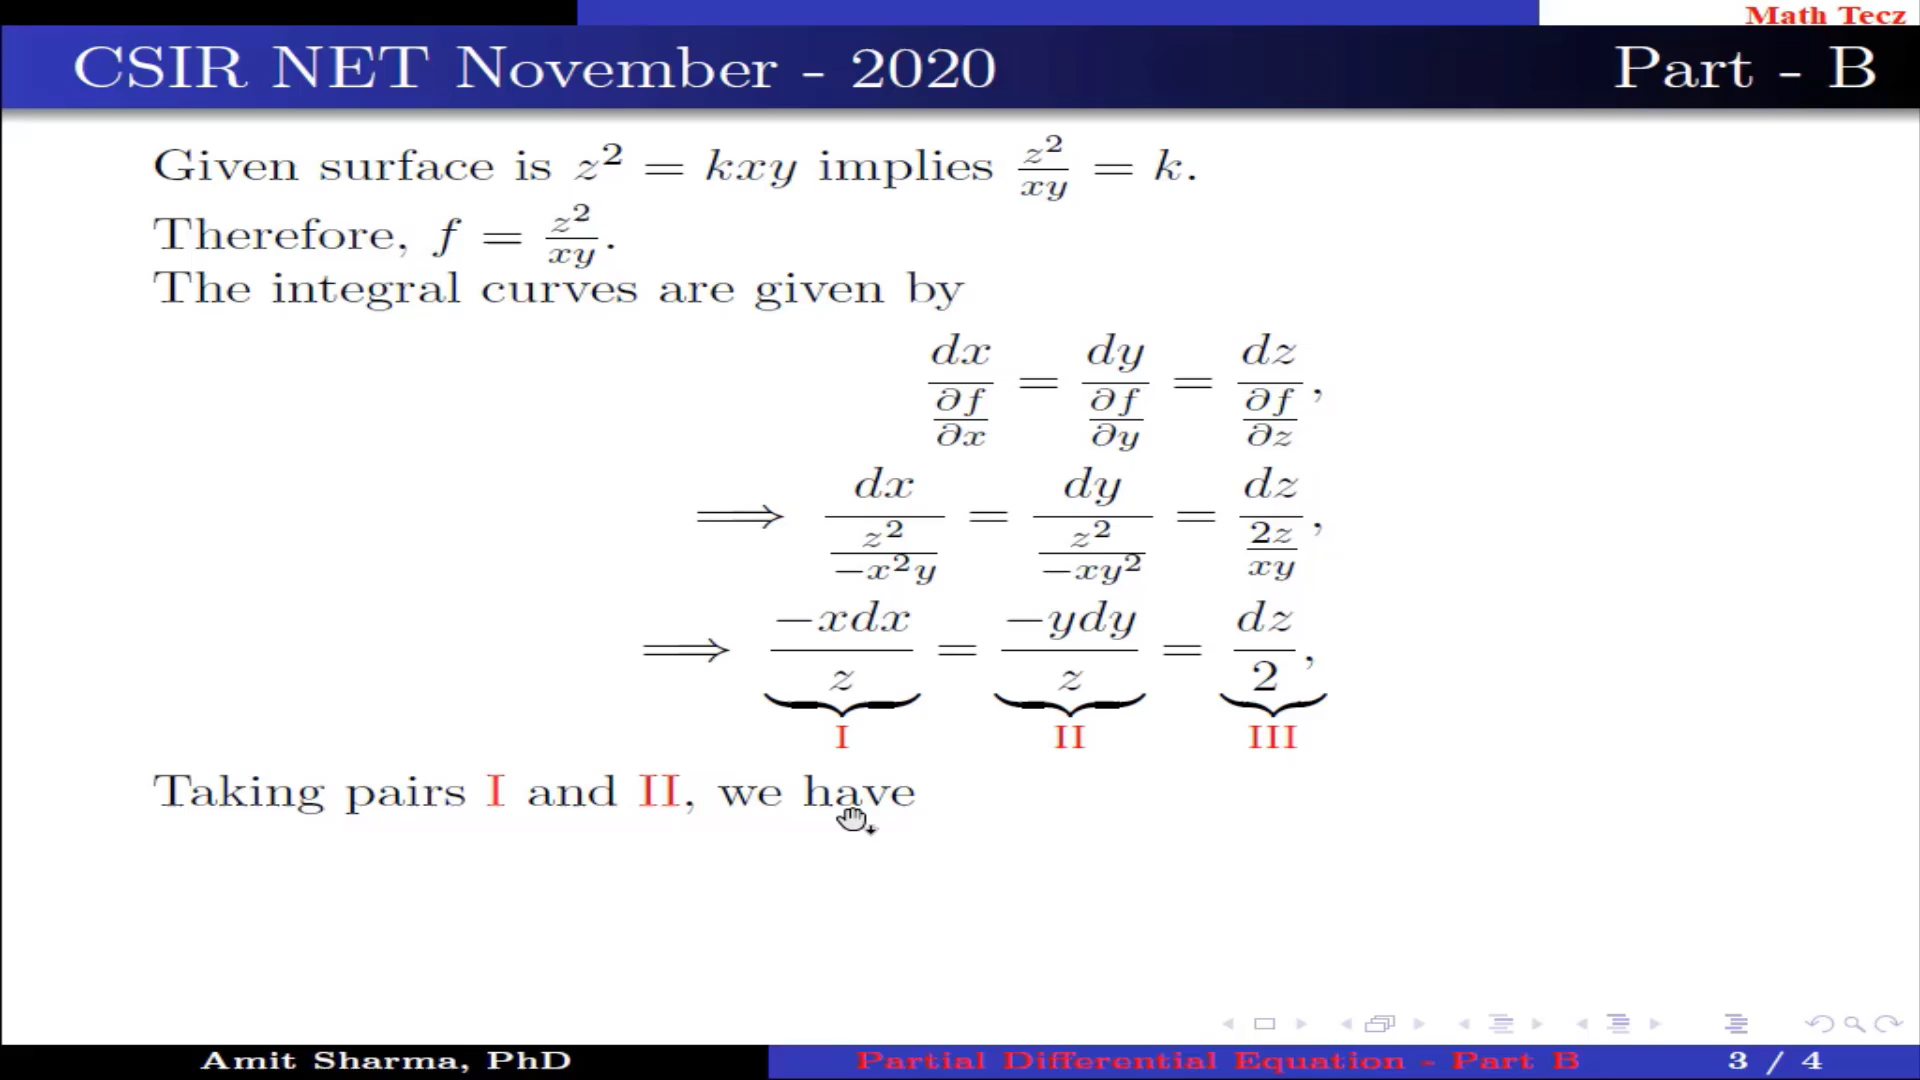 Math Tecz
CSIR NET November - 2020 Part - B
Given surface is z² = kxy implies z²/xy = k.
Therefore, f = z²/xy.
The integral curves are given by
dx/(∂f/∂x) = dy/(∂f/∂y) = dz/(∂f/∂z),
⟹ dx/(z²/−x²y) = dy/(z²/−xy²) = dz/(2z/xy),
⟹ −xdx/z = −ydy/z = dz/2,
I II III
Taking pairs I and II, we have
Amit Sharma, PhD Partial Differential Equation - Part B 3 / 4